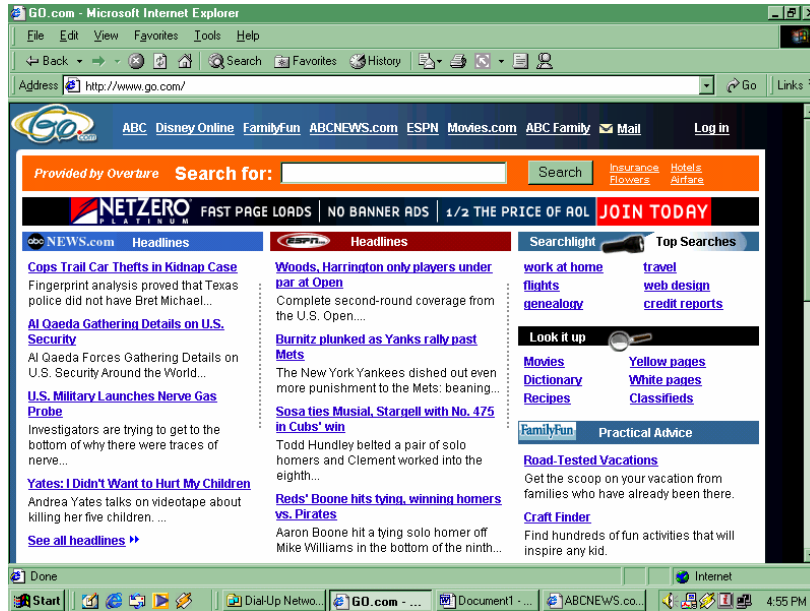 GO.com - Microsoft Internet Explorer
File Edit View Favorites Tools Help
Back Search Favorites History
Address http://www.go.com/ Go Links
GO.com ABC Disney Online FamilyFun ABCNEWS.com ESPN Movies.com ABC Family Mail Log in
Provided by Overture Search for: Search Insurance Hotels
Flowers Airfare
NETZERO PLATINUM FAST PAGE LOADS | NO BANNER ADS | 1/2 THE PRICE OF AOL JOIN TODAY
abc NEWS.com Headlines
Cops Trail Car Thefts in Kidnap Case
Fingerprint analysis proved that Texas
police did not have Bret Michael...
Al Qaeda Gathering Details on U.S.
Security
Al Qaeda Forces Gathering Details on
U.S. Security Around the World...
U.S. Military Launches Nerve Gas
Probe
Investigators are trying to get to the
bottom of why there were traces of
nerve...
Yates: I Didn't Want to Hurt My Children
Andrea Yates talks on videotape about
killing her five children. ...
See all headlines
ESPN Headlines
Woods, Harrington only players under
par at Open
Complete second-round coverage from
the U.S. Open....
Burnitz plunked as Yanks rally past
Mets
The New York Yankees dished out even
more punishment to the Mets: beaning...
Sosa ties Musial, Stargell with No. 475
in Cubs' win
Todd Hundley belted a pair of solo
homers and Clement worked into the
eighth...
Reds' Boone hits tying, winning homers
vs. Pirates
Aaron Boone hit a tying solo homer off
Mike Williams in the bottom of the ninth...
Searchlight Top Searches
work at home travel
flights web design
genealogy credit reports
Look it up
Movies Yellow pages
Dictionary White pages
Recipes Classifieds
FamilyFun Practical Advice
Road-Tested Vacations
Get the scoop on your vacation from
families who have already been there.
Craft Finder
Find hundreds of fun activities that will
inspire any kid.
Done Internet
Start Dial-Up Netwo... GO.com - ... Document1 - ... ABCNEWS.co... 4:55 PM